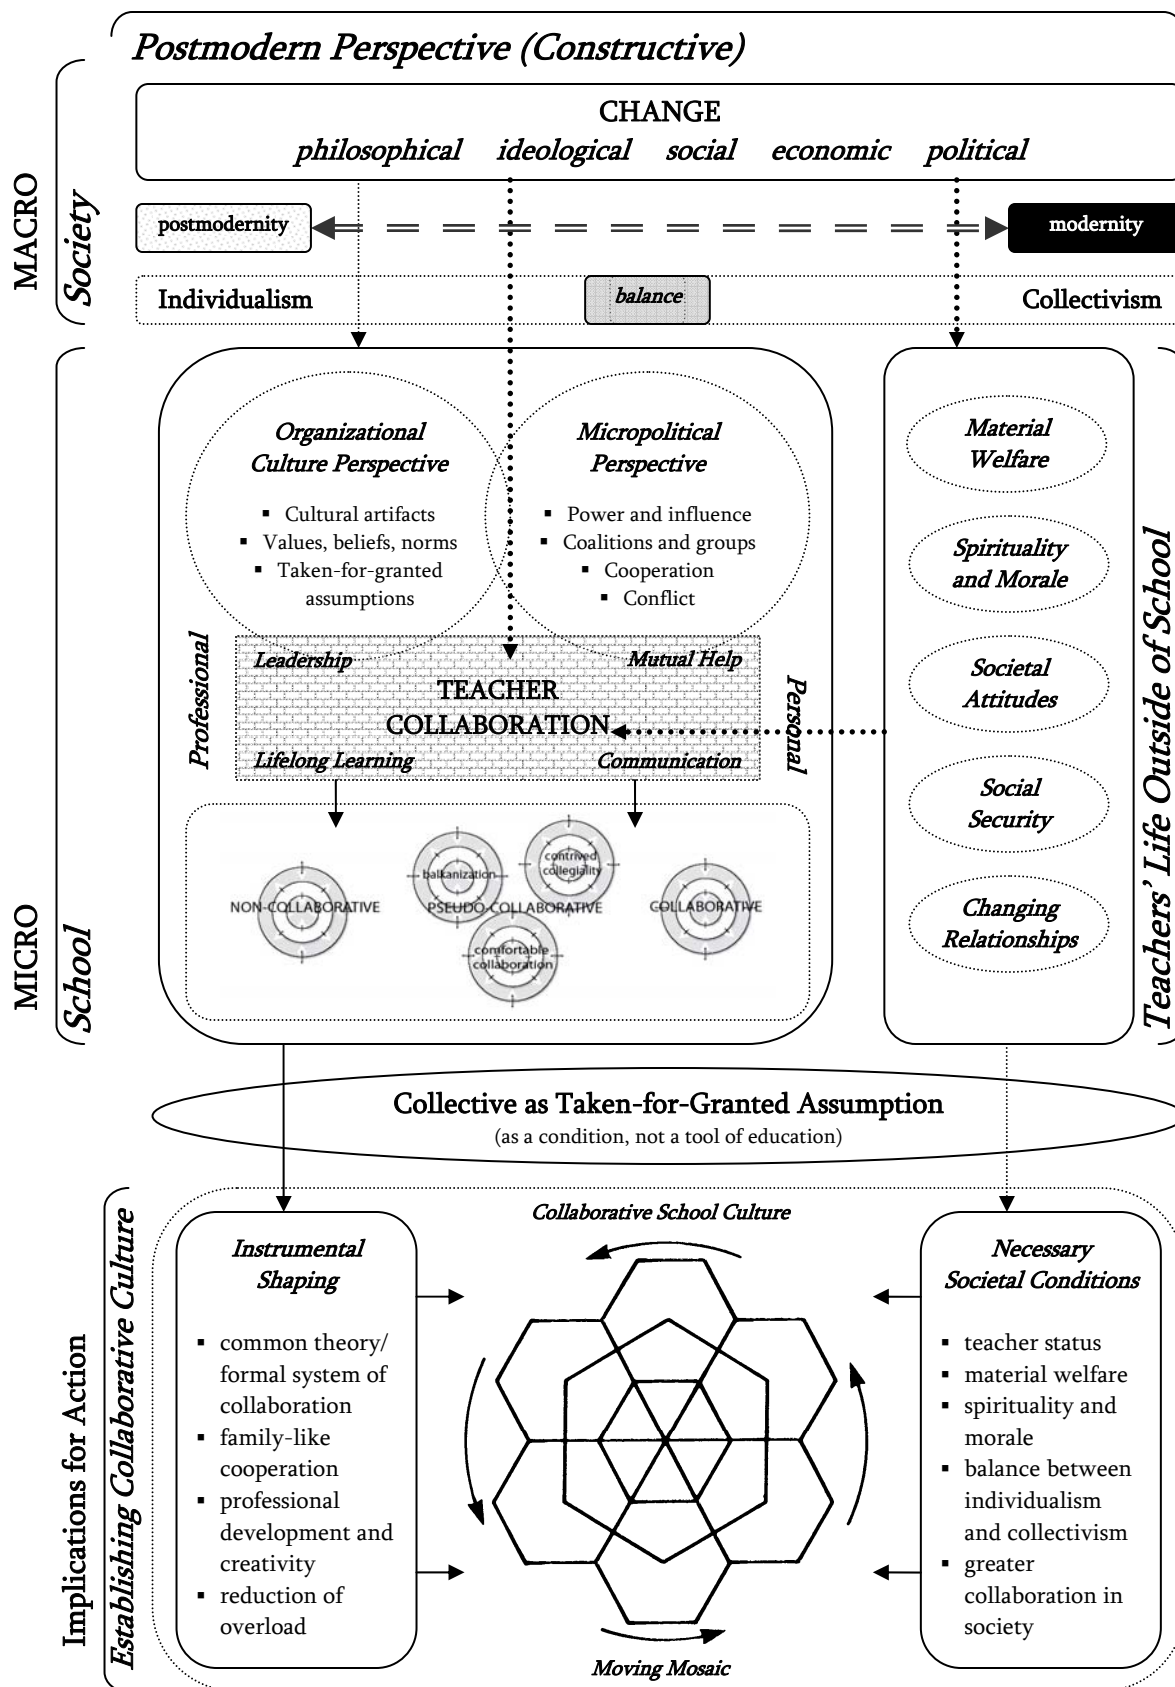 Postmodern Perspective (Constructive)
CHANGE
philosophical ideological social economic political
MACRO
Society
postmodernity
modernity
Individualism
balance
Collectivism
MICRO
School
Organizational
Culture Perspective
▪ Cultural artifacts
▪ Values, beliefs, norms
▪ Taken-for-granted
assumptions
Micropolitical
Perspective
▪ Power and influence
▪ Coalitions and groups
▪ Cooperation
▪ Conflict
Professional
Leadership
Mutual Help
TEACHER
COLLABORATION
Lifelong Learning
Communication
Personal
NON-COLLABORATIVE
balkanization
contrived
collegiality
PSEUDO-COLLABORATIVE
comfortable
collaboration
COLLABORATIVE
Material
Welfare
Spirituality
and Morale
Societal
Attitudes
Social
Security
Changing
Relationships
Teachers' Life Outside of School
Collective as Taken-for-Granted Assumption
(as a condition, not a tool of education)
Implications for Action
Establishing Collaborative Culture
Instrumental
Shaping
▪ common theory/
formal system of
collaboration
▪ family-like
cooperation
▪ professional
development and
creativity
▪ reduction of
overload
Collaborative School Culture
Moving Mosaic
Necessary
Societal Conditions
▪ teacher status
▪ material welfare
▪ spirituality and
morale
▪ balance between
individualism
and collectivism
▪ greater
collaboration in
society